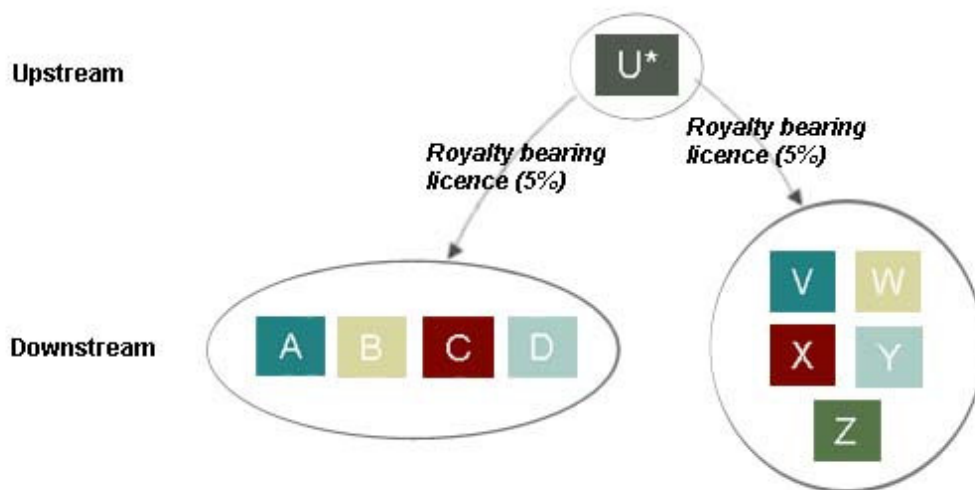 Upstream
U*
Royalty bearing
licence (5%)
Royalty bearing
licence (5%)
Downstream
A B C D
V W
X Y
Z